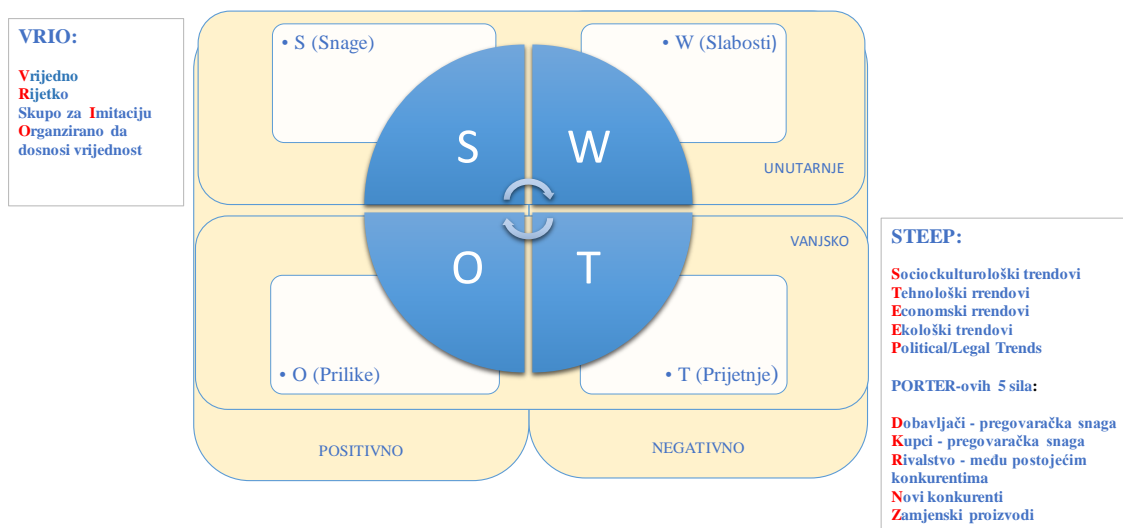 VRIO:
Vrijedno
Rijetko
Skupo za Imitaciju
Organzirano da
dosnosi vrijednost
• S (Snage)
• W (Slabosti)
S
W
UNUTARNJE
VANJSKO
O
T
• O (Prilike)
• T (Prijetnje)
POSITIVNO
NEGATIVNO
STEEP:
Sociockulturološki trendovi
Tehnološki rrendovi
Economski rrendovi
Ekološki trendovi
Political/Legal Trends
PORTER-ovih 5 sila:
Dobavljači - pregovaračka snaga
Kupci - pregovaračka snaga
Rivalstvo - među postojećim
konkurentima
Novi konkurenti
Zamjenski proizvodi